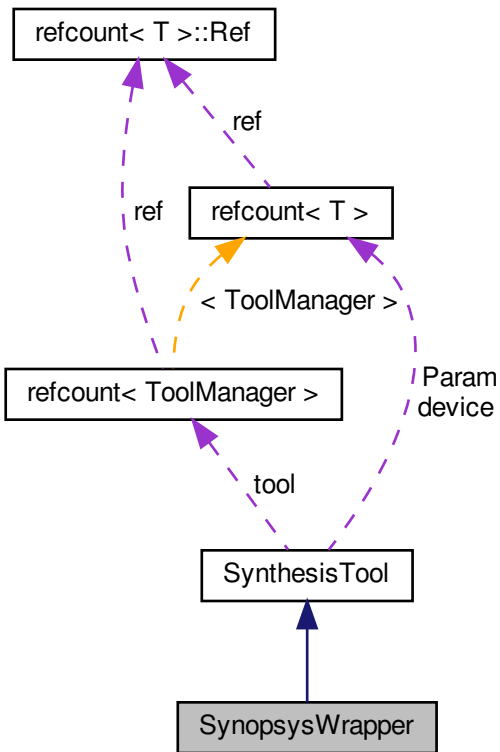 refcount< T >::Ref
ref
ref
refcount< T >
< ToolManager >
refcount< ToolManager >
Param
device
tool
SynthesisTool
SynopsysWrapper